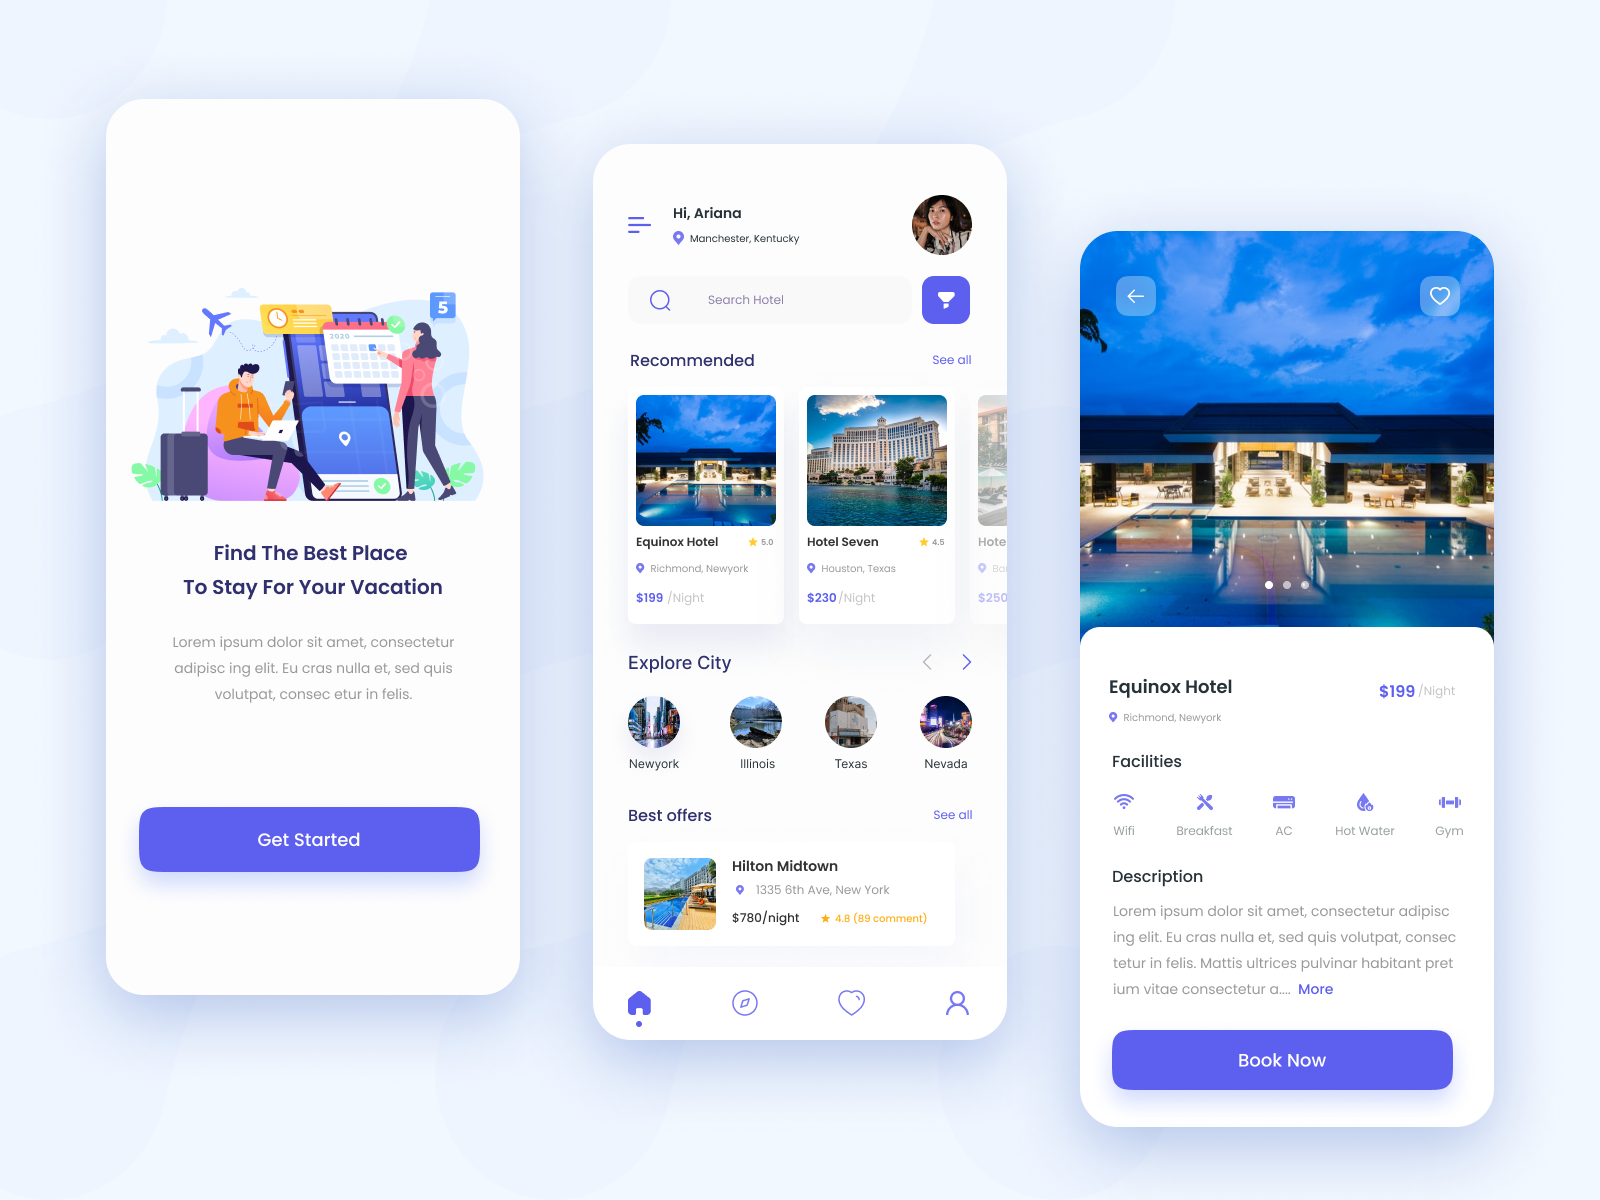 5
2020
Find The Best Place
To Stay For Your Vacation
Lorem ipsum dolor sit amet, consectetur
adipisc ing elit. Eu cras nulla et, sed quis
volutpat, consec etur in felis.
Get Started
Hi, Ariana
Manchester, Kentucky
Search Hotel
Recommended
See all
Equinox Hotel
5.0
Richmond, Newyork
$199 /Night
Hotel Seven
4.5
Houston, Texas
$230 /Night
Hote
Ba
$250
Explore City
Newyork
Illinois
Texas
Nevada
Best offers
See all
Hilton Midtown
1335 6th Ave, New York
$780/night
4.8 (89 comment)
Equinox Hotel
$199 /Night
Richmond, Newyork
Facilities
Wifi
Breakfast
AC
Hot Water
Gym
Description
Lorem ipsum dolor sit amet, consectetur adipisc
ing elit. Eu cras nulla et, sed quis volutpat, consec
tetur in felis. Mattis ultrices pulvinar habitant pret
ium vitae consectetur a.... More
Book Now